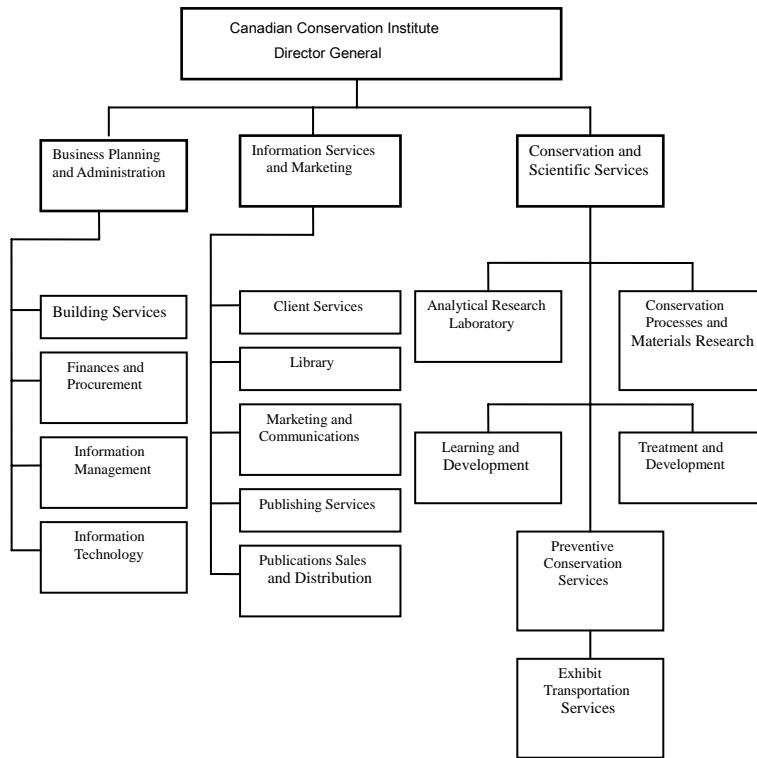 Canadian Conservation Institute
Director General
Business Planning
and Administration
Information Services
and Marketing
Conservation and
Scientific Services
Building Services
Finances and
Procurement
Information
Management
Information
Technology
Client Services
Library
Marketing and
Communications
Publishing Services
Publications Sales
and Distribution
Analytical Research
Laboratory
Conservation
Processes and
Materials Research
Learning and
Development
Treatment and
Development
Preventive
Conservation
Services
Exhibit
Transportation
Services